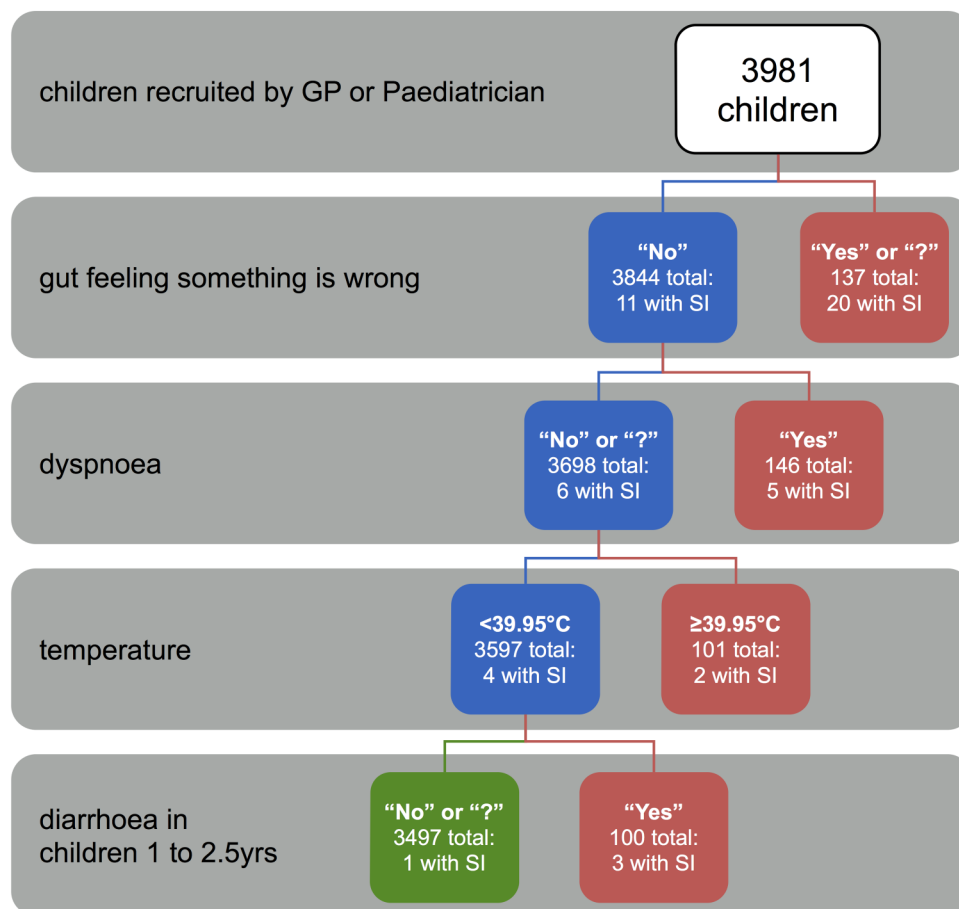 children recruited by GP or Paediatrician
3981
children
gut feeling something is wrong
“No”
3844 total:
11 with SI
“Yes” or “?”
137 total:
20 with SI
dyspnoea
“No” or “?”
3698 total:
6 with SI
“Yes”
146 total:
5 with SI
temperature
<39.95°C
3597 total:
4 with SI
≥39.95°C
101 total:
2 with SI
diarrhoea in
children 1 to 2.5yrs
“No” or “?”
3497 total:
1 with SI
“Yes”
100 total:
3 with SI